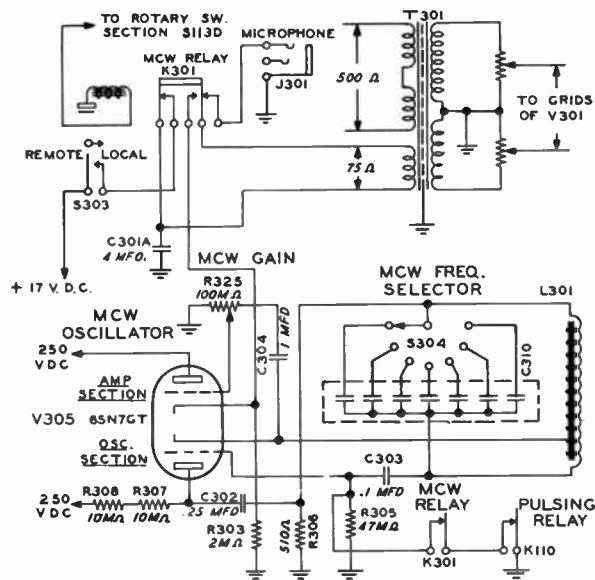 TO ROTARY SW.
SECTION S113D
MICROPHONE
T301
MCW RELAY
K301
J301
500 Ω
TO GRIDS
OF V301
REMOTE
LOCAL
75 Ω
S303
C301A
4 MFD.
+ 17 V. D.C.
MCW GAIN
R325
100MΩ
MCW FREQ.
SELECTOR
L301
MCW
OSCILLATOR
C304
.1 MFD
S304
C310
250
VDC
AMP
SECTION
V305
6SN7GT
OSC.
SECTION
C303
.1 MFD
MCW
RELAY
PULSING
RELAY
250
VDC
R308
10MΩ
R307
10MΩ
C302
.25 MFD
R303
2MΩ
510Ω
R306
R305
47MΩ
K301
K110